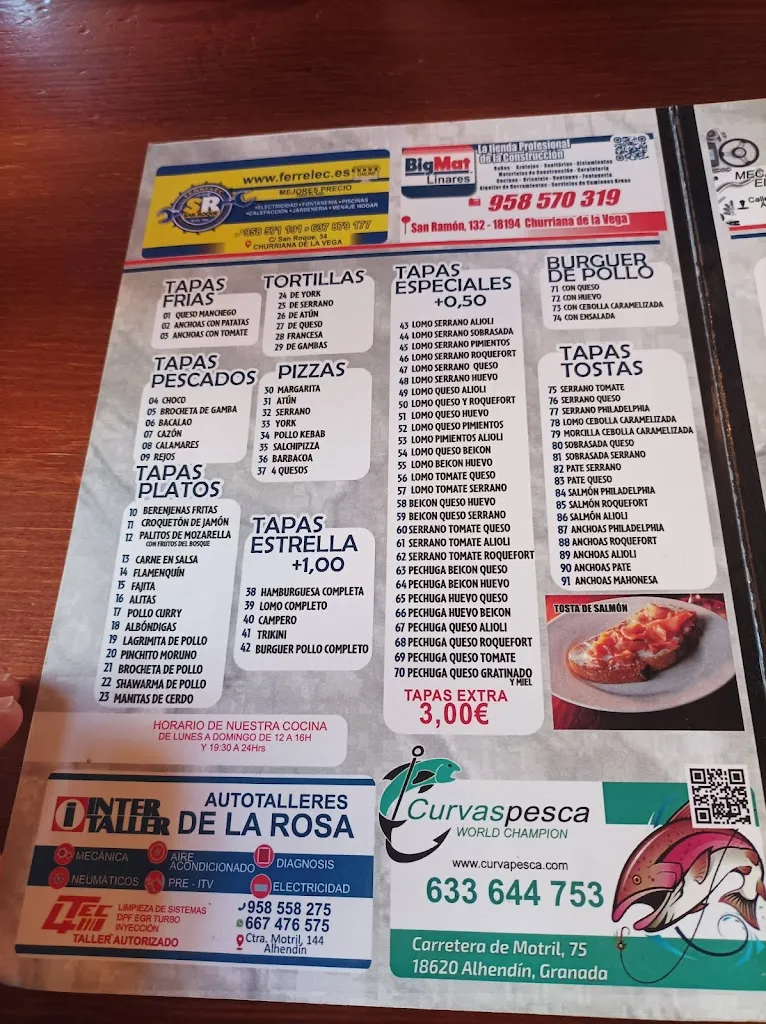 www.ferrelec.es
MEJORES PRECIO
•ELECTRICIDAD •FONTANERÍA •PISCINAS
•CALEFACCIÓN •JARDENERIA •MENAJE HOGAR
SR
SAN ROQUE
958 571 191 - 637 879 177
C/ San Roque, 34
CHURRIANA DE LA VEGA
BigMat
Linares
La tienda Profesional
de la Construcción
958 570 319
San Ramón, 132 - 18194 Churriana de la Vega
TAPAS
FRIAS
01 QUESO MANCHEGO
02 ANCHOAS CON PATATAS
03 ANCHOAS CON TOMATE
TAPAS
PESCADOS
04 CHOCO
05 BROCHETA DE GAMBA
06 BACALAO
07 CAZÓN
08 CALAMARES
09 REJOS
TAPAS
PLATOS
10 BERENJENAS FRITAS
11 CROQUETÓN DE JAMÓN
12 PALITOS DE MOZARELLA
CON FRUTOS DEL BOSQUE
13 CARNE EN SALSA
14 FLAMENQUÍN
15 FAJITA
16 ALITAS
17 POLLO CURRY
18 ALBÓNDIGAS
19 LAGRIMITA DE POLLO
20 PINCHITO MORUNO
21 BROCHETA DE POLLO
22 SHAWARMA DE POLLO
23 MANITAS DE CERDO
TORTILLAS
24 DE YORK
25 DE SERRANO
26 DE ATÚN
27 DE QUESO
28 FRANCESA
29 DE GAMBAS
PIZZAS
30 MARGARITA
31 ATÚN
32 SERRANO
33 YORK
34 POLLO KEBAB
35 SALCHIPIZZA
36 BARBACOA
37 4 QUESOS
TAPAS
ESTRELLA
+1,00
38 HAMBURGUESA COMPLETA
39 LOMO COMPLETO
40 CAMPERO
41 TRIKINI
42 BURGUER POLLO COMPLETO
TAPAS
ESPECIALES
+0,50
43 LOMO SERRANO ALJOLI
44 LOMO SERRANO SOBRASADA
45 LOMO SERRANO PIMIENTOS
46 LOMO SERRANO ROQUEFORT
47 LOMO SERRANO QUESO
48 LOMO SERRANO HUEVO
49 LOMO QUESO ALIOLI
50 LOMO QUESO Y ROQUEFORT
51 LOMO QUESO HUEVO
52 LOMO QUESO PIMIENTOS
53 LOMO PIMIENTOS ALJOLI
54 LOMO QUESO BEICON
55 LOMO BEICON HUEVO
56 LOMO TOMATE QUESO
57 LOMO TOMATE SERRANO
58 BEIKON QUESO HUEVO
59 BEIKON QUESO SERRANO
60 SERRANO TOMATE QUESO
61 SERRANO TOMATE ALIOLI
62 SERRANO TOMATE ROQUEFORT
63 PECHUGA BEIKON QUESO
64 PECHUGA BEICON HUEVO
65 PECHUGA HUEVO QUESO
66 PECHUGA HUEVO BEIKON
67 PECHUGA QUESO ALIOLI
68 PECHUGA QUESO ROQUEFORT
69 PECHUGA QUESO TOMATE
70 PECHUGA QUESO GRATINADO
Y MIEL
TAPAS EXTRA
3,00€
BURGUER
DE POLLO
71 CON QUESO
72 CON HUEVO
73 CON CEBOLLA CARAMELIZADA
74 CON ENSALADA
TAPAS
TOSTAS
75 SERRANO TOMATE
76 SERRANO QUESO
77 SERRANO PHILADELPHIA
78 LOMO CEBOLLA CARAMELIZADA
79 MORCILLA CEBOLLA CARAMELIZADA
80 SOBRASADA QUESO
81 SOBRASADA SERRANO
82 PATE SERRANO
83 PATE QUESO
84 SALMÓN PHILADELPHIA
85 SALMÓN ROQUEFORT
86 SALMÓN ALIOLI
87 ANCHOAS PHILADELPHIA
88 ANCHOAS ROQUEFORT
89 ANCHOAS ALIOLI
90 ANCHOAS PATE
91 ANCHOAS MAHONESA
TOSTA DE SALMÓN
HORARIO DE NUESTRA COCINA
DE LUNES A DOMINGO DE 12 A 16H
Y 19:30 A 24Hrs
INTER
TALLER
AUTOTALLERES
DE LA ROSA
MECÁNICA
AIRE
ACONDICIONADO
DIAGNOSIS
NEUMÁTICOS
PRE - ITV
ELECTRICIDAD
TEC
LIMPIEZA DE SISTEMAS
DPF EGR TURBO
INYECCIÓN
TALLER AUTORIZADO
958 558 275
667 476 575
Ctra. Motril, 144
Alhendín
Curvaspesca
WORLD CHAMPION
www.curvapesca.com
633 644 753
Carretera de Motril, 75
18620 Alhendín, Granada